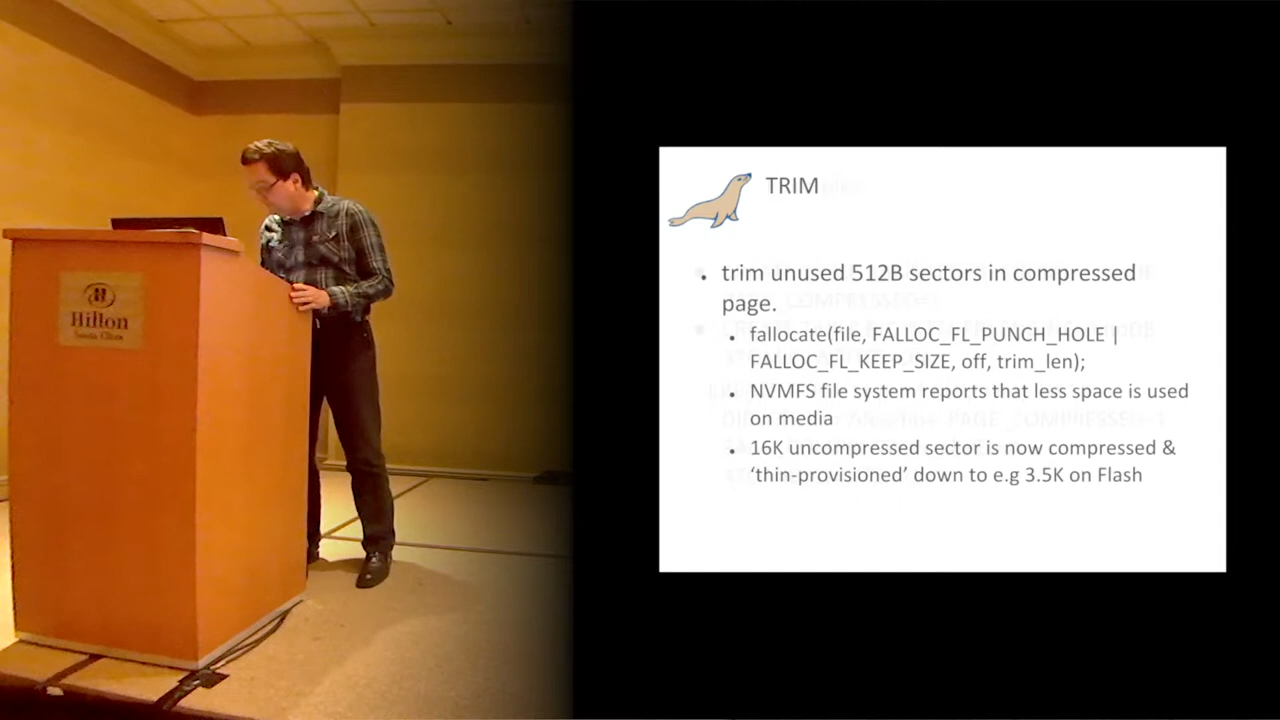 Hilton
Santa Clara
TRIM
• trim unused 512B sectors in compressed
page.
• fallocate(file, FALLOC_FL_PUNCH_HOLE |
FALLOC_FL_KEEP_SIZE, off, trim_len);
• NVMFS file system reports that less space is used
on media
• 16K uncompressed sector is now compressed &
‘thin-provisioned’ down to e.g 3.5K on Flash